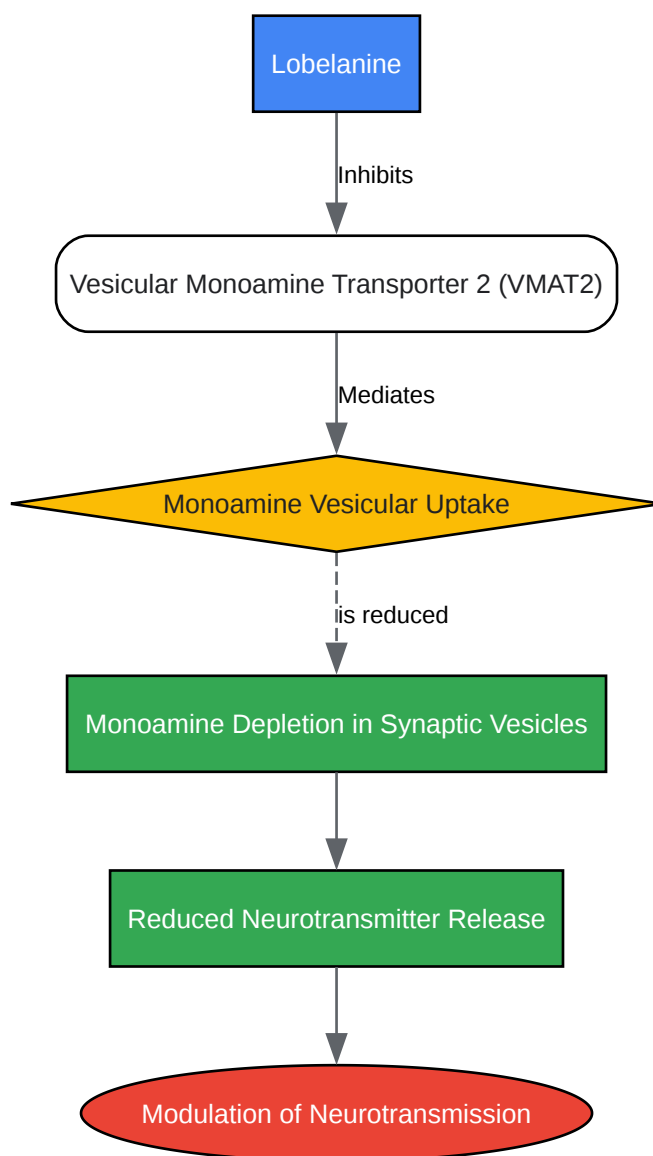 Lobelanine
Inhibits
Vesicular Monoamine Transporter 2 (VMAT2)
Mediates
Monoamine Vesicular Uptake
is reduced
Monoamine Depletion in Synaptic Vesicles
Reduced Neurotransmitter Release
Modulation of Neurotransmission